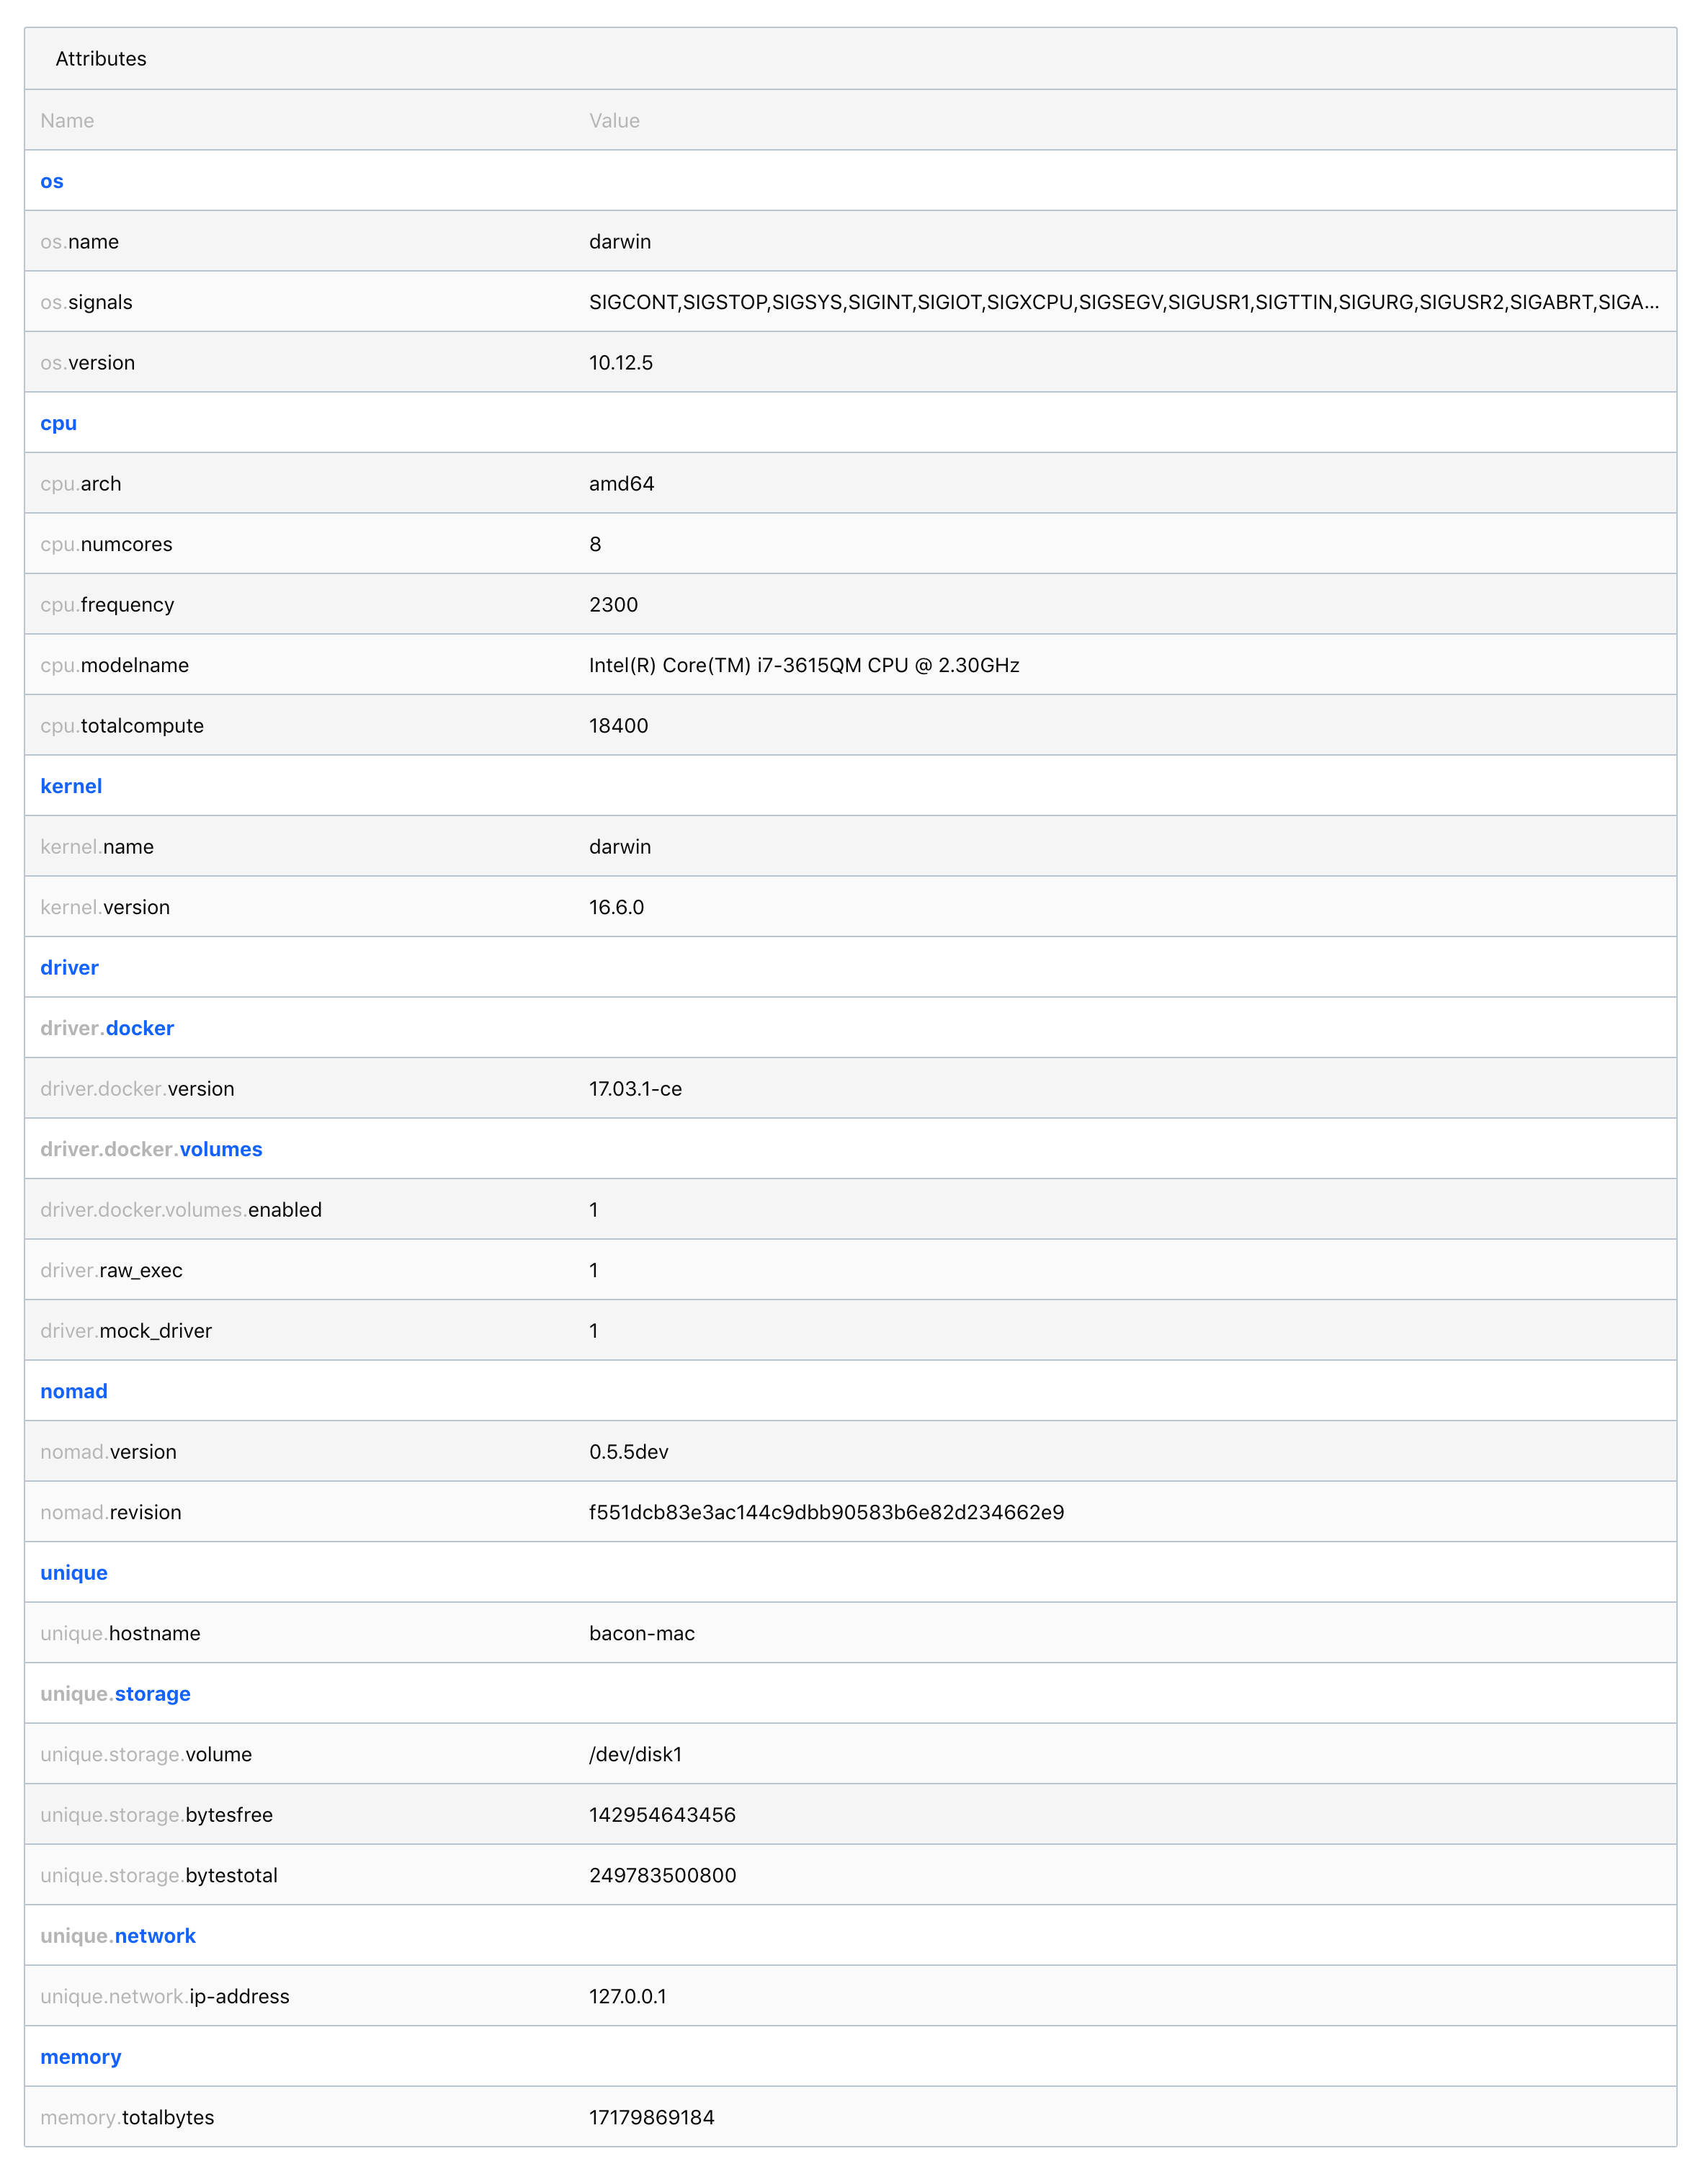 Attributes
Name Value
os
os.name darwin
os.signals SIGCONT,SIGSTOP,SIGSYS,SIGINT,SIGIOT,SIGXCPU,SIGSEGV,SIGUSR1,SIGTTIN,SIGURG,SIGUSR2,SIGABRT,SIGA...
os.version 10.12.5
cpu
cpu.arch amd64
cpu.numcores 8
cpu.frequency 2300
cpu.modelname Intel(R) Core(TM) i7-3615QM CPU @ 2.30GHz
cpu.totalcompute 18400
kernel
kernel.name darwin
kernel.version 16.6.0
driver
driver.docker
driver.docker.version 17.03.1-ce
driver.docker.volumes
driver.docker.volumes.enabled 1
driver.raw_exec 1
driver.mock_driver 1
nomad
nomad.version 0.5.5dev
nomad.revision f551dcb83e3ac144c9dbb90583b6e82d234662e9
unique
unique.hostname bacon-mac
unique.storage
unique.storage.volume /dev/disk1
unique.storage.bytesfree 142954643456
unique.storage.bytestotal 249783500800
unique.network
unique.network.ip-address 127.0.0.1
memory
memory.totalbytes 17179869184